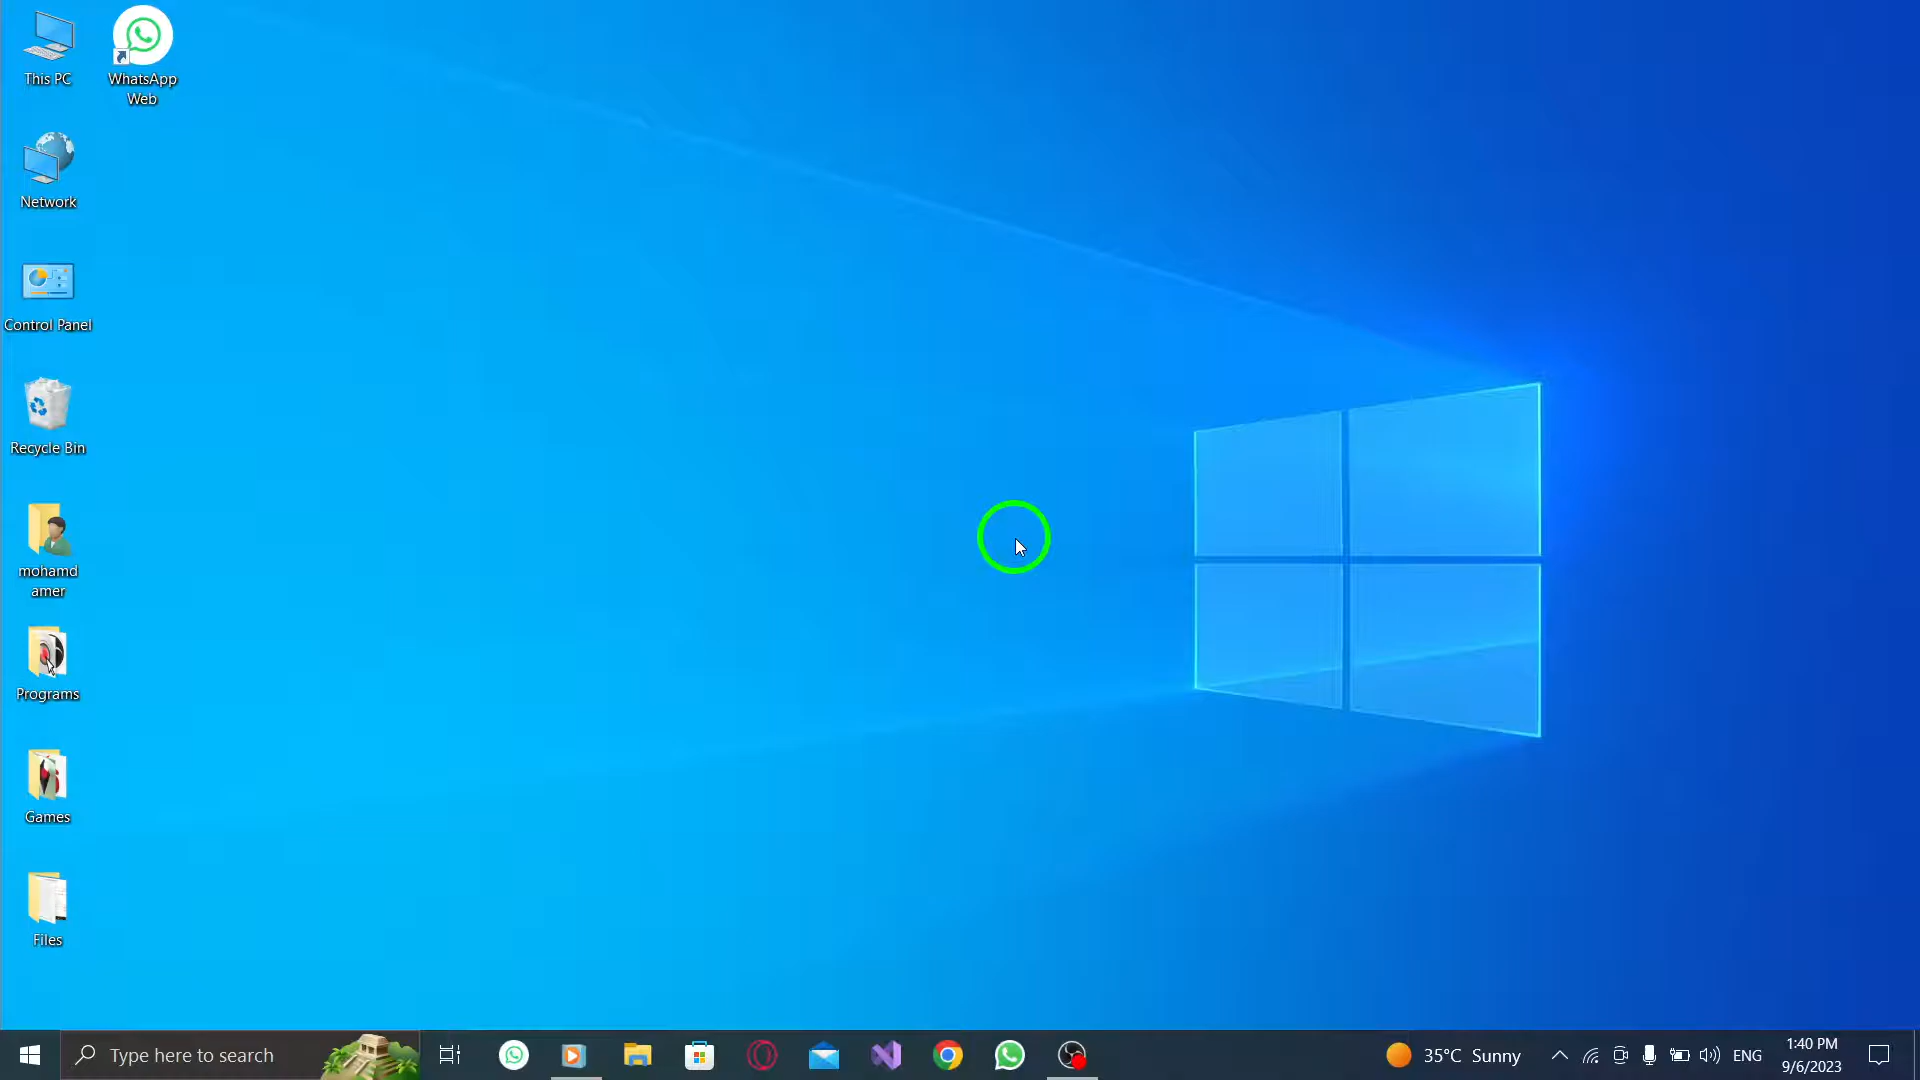 This PC
WhatsApp
Web
Network
Control Panel
Recycle Bin
mohamd
amer
Programs
Games
Files
Type here to search
35°C Sunny
ENG
1:40 PM
9/6/2023